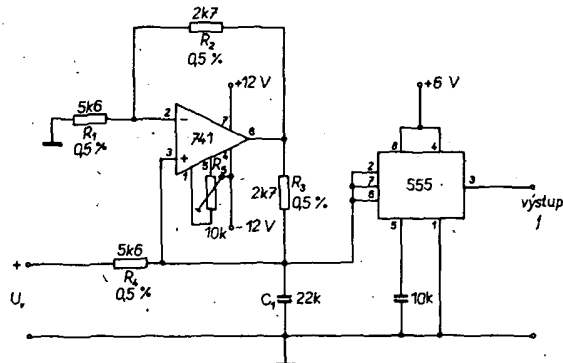 2k7
R₂
0,5 %
+12 V
+6 V
5k6
R₁
0,5 %
2
7
741
6
3
1
5
4
R₅
10k
-12 V
2k7
R₃
0,5 %
8
4
2
7
6
555
3
5
1
výstup
f
+
5k6
R₄
0,5 %
Uᵥ
C₁
22k
10k